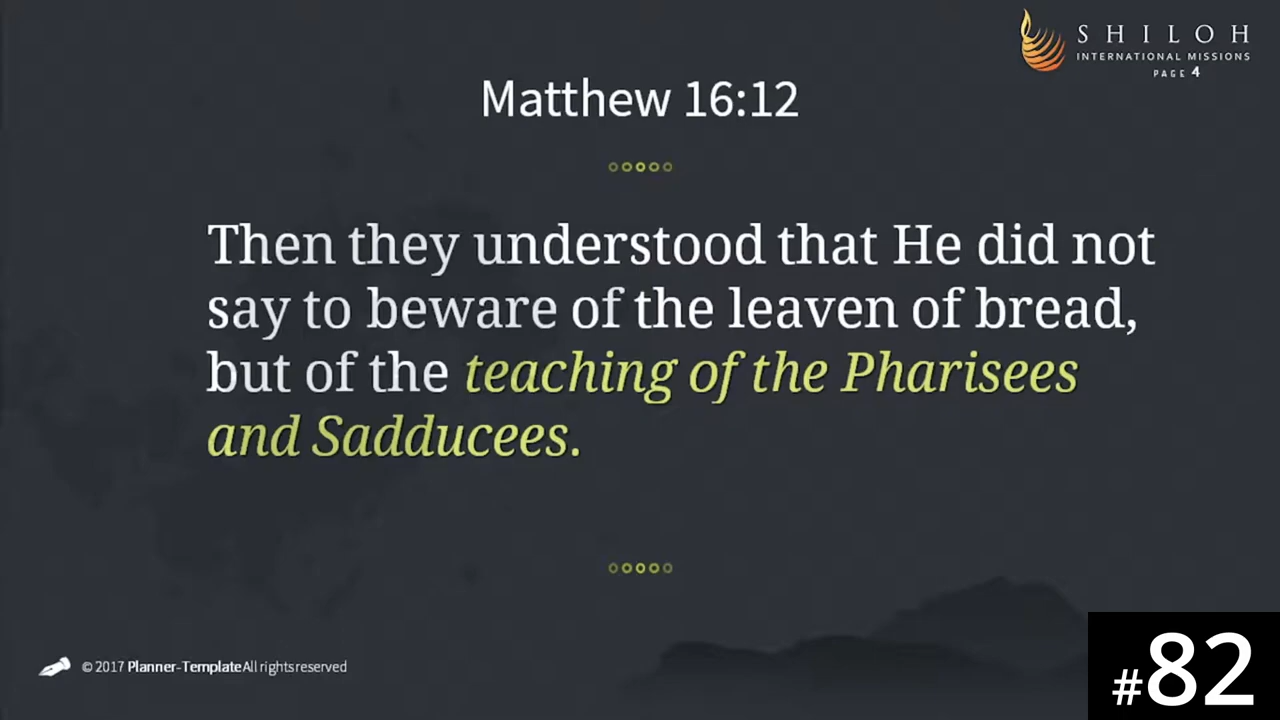 SHILOH
INTERNATIONAL MISSIONS
PAGE 4
Matthew 16:12
Then they understood that He did not
say to beware of the leaven of bread,
but of the teaching of the Pharisees
and Sadducees.
© 2017 Planner-Template All rights reserved
#82